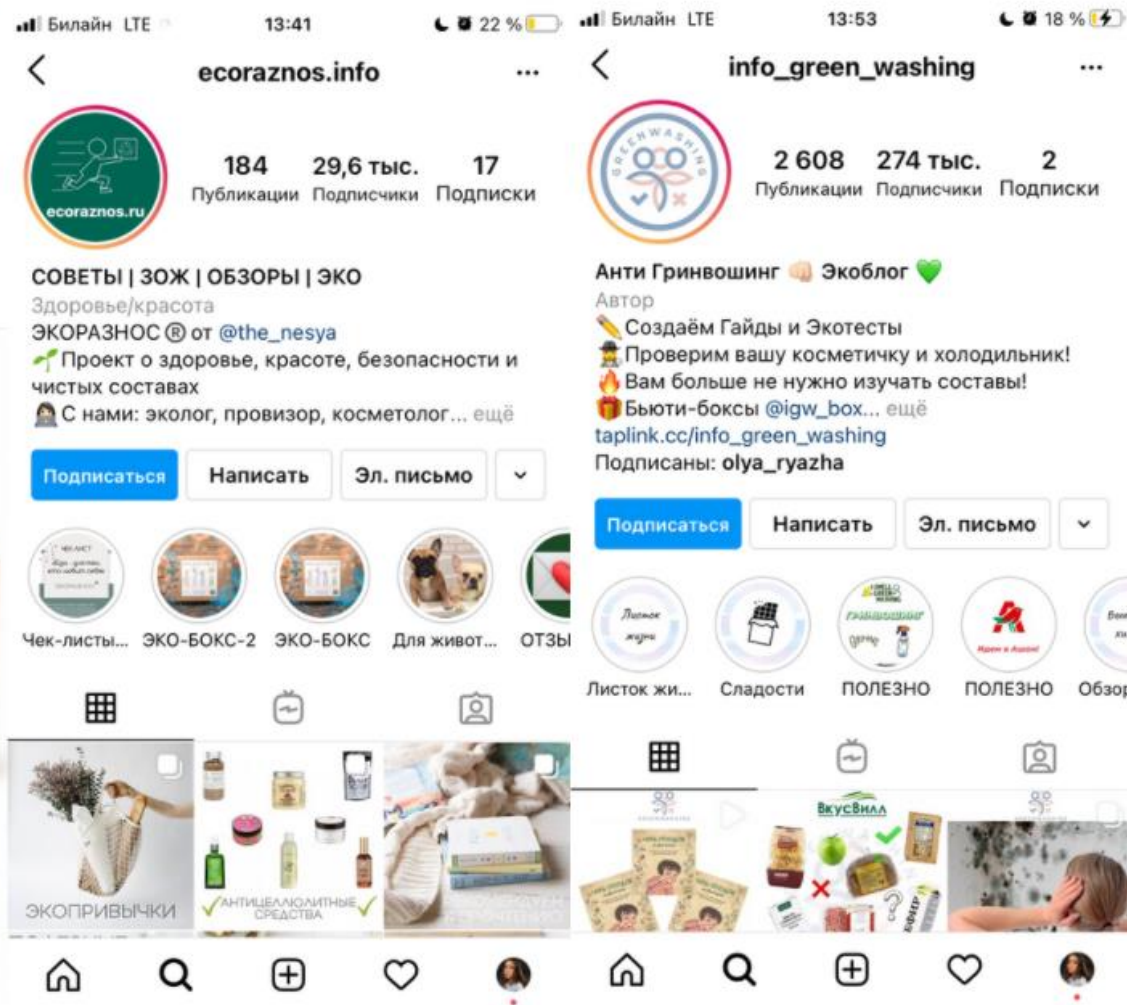 Билайн LTE 13:41 22 %
ecoraznos.info
ecoraznos.ru
184 29,6 тыс. 17
Публикации Подписчики Подписки
СОВЕТЫ | ЗОЖ | ОБЗОРЫ | ЭКО
Здоровье/красота
ЭКОРАЗНОС ® от @the_nesya
🌱 Проект о здоровье, красоте, безопасности и
чистых составах
👩🏻‍💻 С нами: эколог, провизор, косметолог... ещё
Подписаться Написать Эл. письмо
ЧЕК-ЛИСТ
Чек-листы... ЭКО-БОКС-2 ЭКО-БОКС Для живот... ОТЗЫ
ЭКОПРИВЫЧКИ
АНТИЦЕЛЛЮЛИТНЫЕ
СРЕДСТВА
Билайн LTE 13:53 18 %
info_green_washing
GREENWASHING
2 608 274 тыс. 2
Публикации Подписчики Подписки
Анти Гринвошинг 👊🏻 Экоблог 💚
Автор
✏️ Создаём Гайды и Экотесты
🕵️ Проверим вашу косметичку и холодильник!
🔥 Вам больше не нужно изучать составы!
🎁 Бьюти-боксы @igw_box... ещё
taplink.cc/info_green_washing
Подписаны: olya_ryazha
Подписаться Написать Эл. письмо
Листок
жизни
ГРИНВОШИНГ
Идем в Ашан!
Листок жи... Сладости ПОЛЕЗНО ПОЛЕЗНО Обзор
ВкусВилл